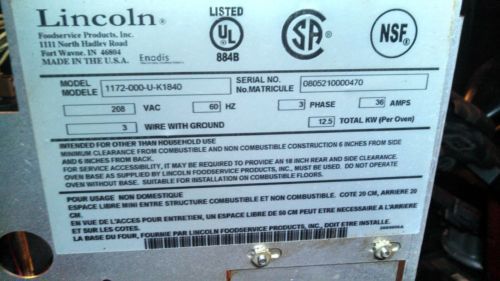 Lincoln®
Foodservice Products, Inc.
1111 North Hadley Road
Fort Wayne, IN 46804
MADE IN THE U.S.A.
Enodis
LISTED
UL
®
884B
SA
®
NSF®
MODEL
MODELE
1172-000-U-K1840
SERIAL NO.
No.MATRICULE
0805210000470
208 VAC 60 HZ 3 PHASE 36 AMPS
3 WIRE WITH GROUND 12.5 TOTAL KW (Per Oven)
INTENDED FOR OTHER THAN HOUSEHOLD USE
MINIMUM CLEARANCE FROM COMBUSTIBLE AND NON COMBUSTIBLE CONSTRUCTION 6 INCHES FROM SIDE
AND 6 INCHES FROM BACK.
FOR SERVICE ACCESSIBILITY, IT MAY BE REQUIRED TO PROVIDE AN 18 INCH REAR AND SIDE CLEARANCE.
OVEN BASE AS SUPPLIED BY LINCOLN FOODSERVICE PRODUCTS, INC., MUST BE USED. DO NOT OPERATE
OVEN WITHOUT BASE. SUITABLE FOR INSTALLATION ON COMBUSTIBLE FLOORS.
POUR USAGE NON DOMESTIQUE
ESPACE LIBRE MINI ENTRE STRUCTURE COMBUSTIBLE ET NON COMBUSTIBLE. COTE 20 CM, ARRIERE 20
CM.
EN VUE DE L'ACCES POUR ENTRETIEN, UN ESPACE LIBRE DE 50 CM PEUT ETRE NECESSAIRE A L'ARRIERE
ET SUR LES COTES.
LA BASE DU FOUR, FOURNIE PAR LINCOLN FOODSERVICE PRODUCTS, INC, DOIT ETRE INSTALLE.